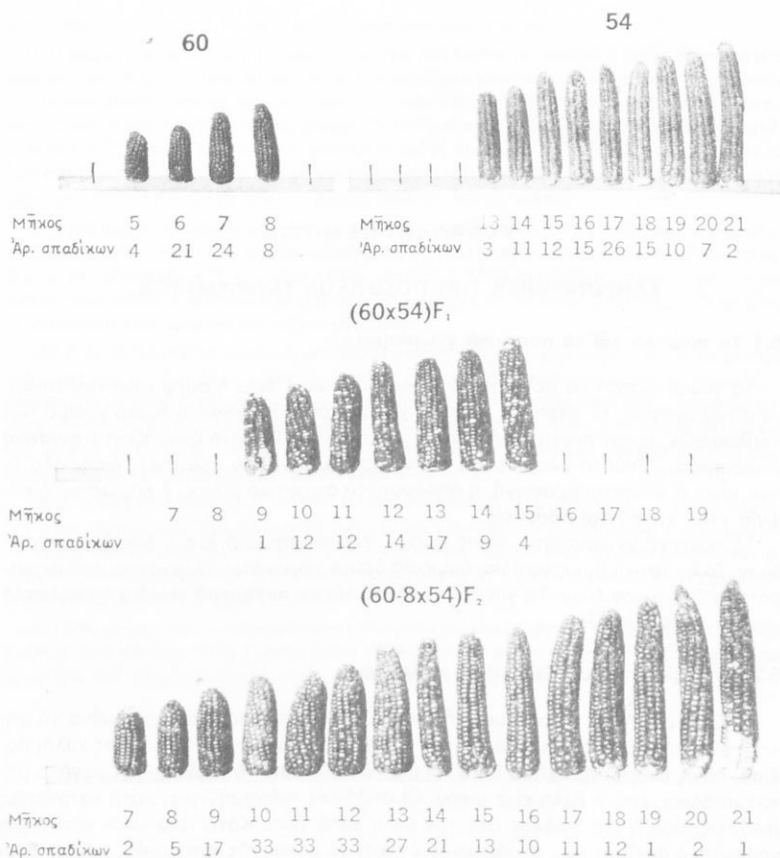 60
54
Μῆκος 5 6 7 8
Ἀρ. σπαδίκων 4 21 24 8
Μῆκος 13 14 15 16 17 18 19 20 21
Ἀρ. σπαδίκων 3 11 12 15 26 15 10 7 2
(60x54)F₁
Μῆκος 7 8 9 10 11 12 13 14 15 16 17 18 19
Ἀρ. σπαδίκων 1 12 12 14 17 9 4
(60-8x54)F₂
Μῆκος 7 8 9 10 11 12 13 14 15 16 17 18 19 20 21
Ἀρ. σπαδίκων 2 5 17 33 33 33 27 21 13 10 11 12 1 2 1